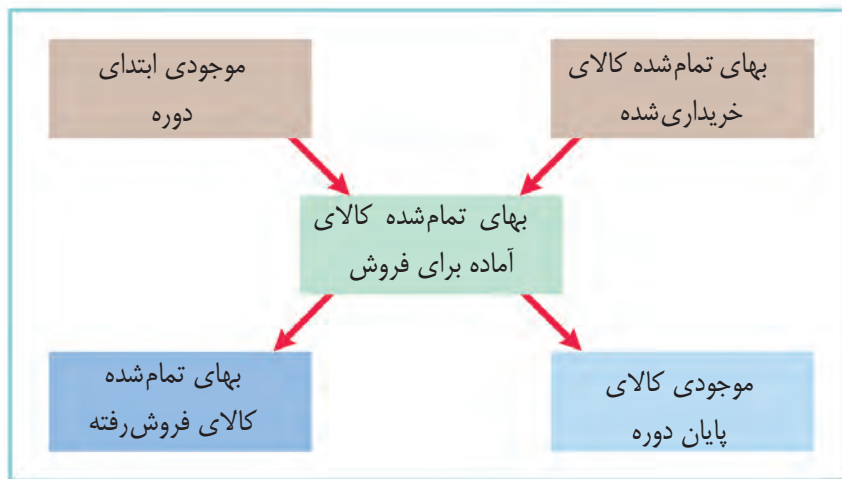 بهای تمام‌شده کالای
خریداری‌شده
موجودی ابتدای
دوره
بهای تمام‌شده کالای
آماده برای فروش
موجودی کالای
پایان دوره
بهای تمام‌شده
کالای فروش‌رفته